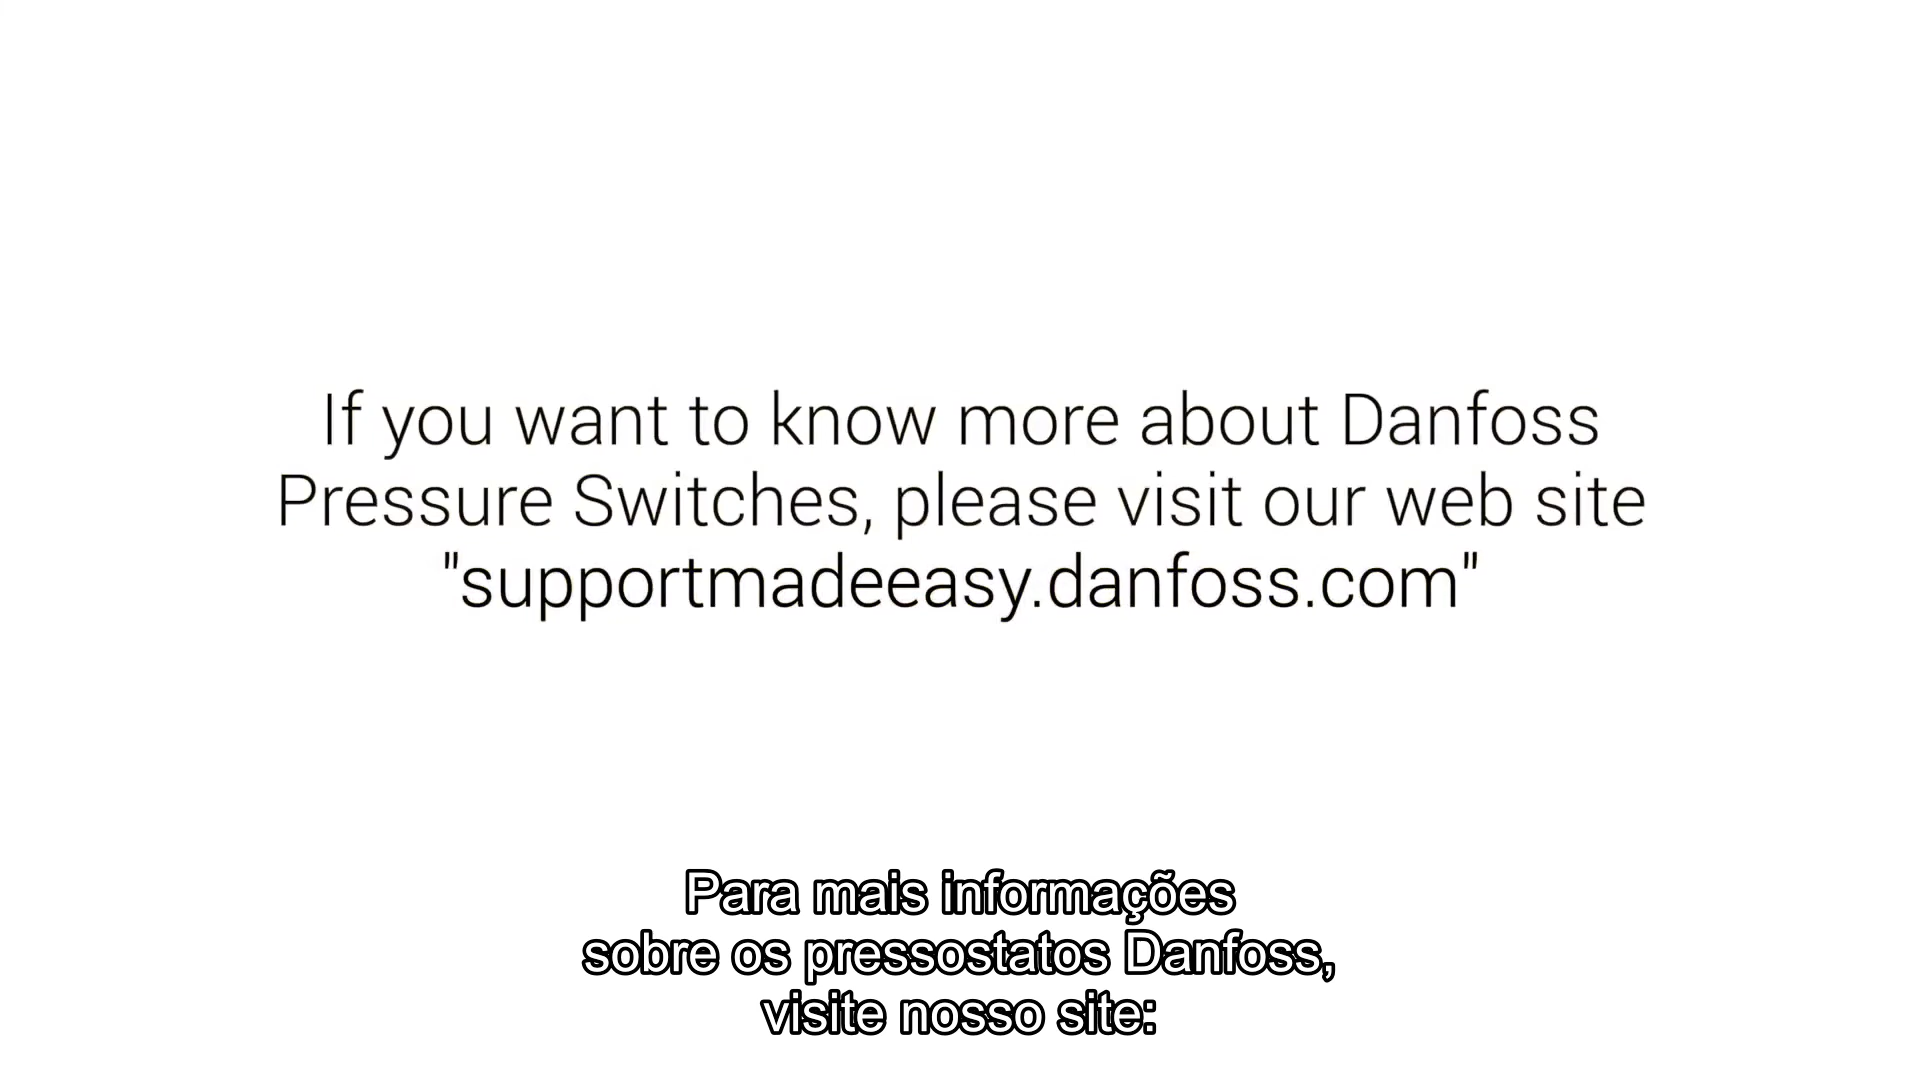 If you want to know more about Danfoss
Pressure Switches, please visit our web site
"supportmadeeasy.danfoss.com"
Para mais informações
sobre os pressostatos Danfoss,
visite nosso site: